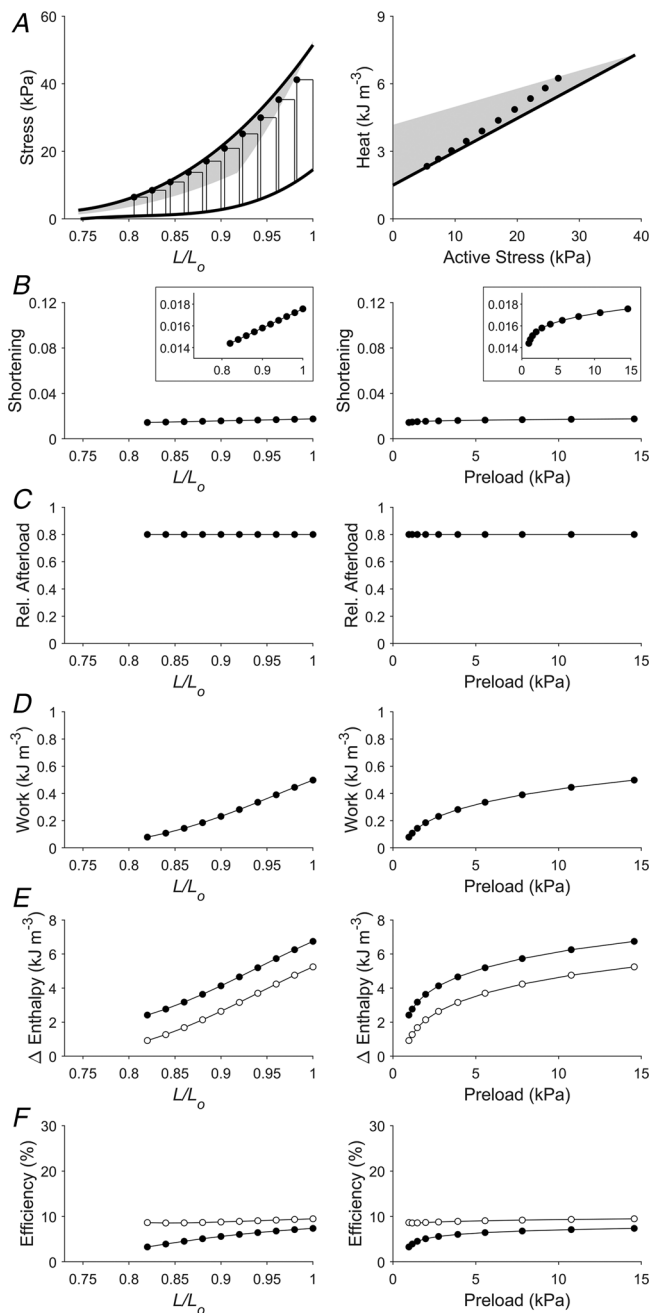 A
Stress (kPa)
60
40
20
0
0.75 0.8 0.85 0.9 0.95 1
L/Lo
Heat (kJ m-3)
9
6
3
0
0 10 20 30 40
Active Stress (kPa)
B
Shortening
0.12
0.08
0.04
0
0.018
0.016
0.014
0.8 0.9 1
0.75 0.8 0.85 0.9 0.95 1
L/Lo
Shortening
0.12
0.08
0.04
0
0.018
0.016
0.014
0 5 10 15
0 5 10 15
Preload (kPa)
C
Rel. Afterload
1
0.8
0.6
0.4
0.2
0
0.75 0.8 0.85 0.9 0.95 1
L/Lo
Rel. Afterload
1
0.8
0.6
0.4
0.2
0
0 5 10 15
Preload (kPa)
D
Work (kJ m-3)
1
0.8
0.6
0.4
0.2
0
0.75 0.8 0.85 0.9 0.95 1
L/Lo
Work (kJ m-3)
1
0.8
0.6
0.4
0.2
0
0 5 10 15
Preload (kPa)
E
Δ Enthalpy (kJ m-3)
8
6
4
2
0
0.75 0.8 0.85 0.9 0.95 1
L/Lo
Δ Enthalpy (kJ m-3)
8
6
4
2
0
0 5 10 15
Preload (kPa)
F
Efficiency (%)
30
20
10
0
0.75 0.8 0.85 0.9 0.95 1
L/Lo
Efficiency (%)
30
20
10
0
0 5 10 15
Preload (kPa)